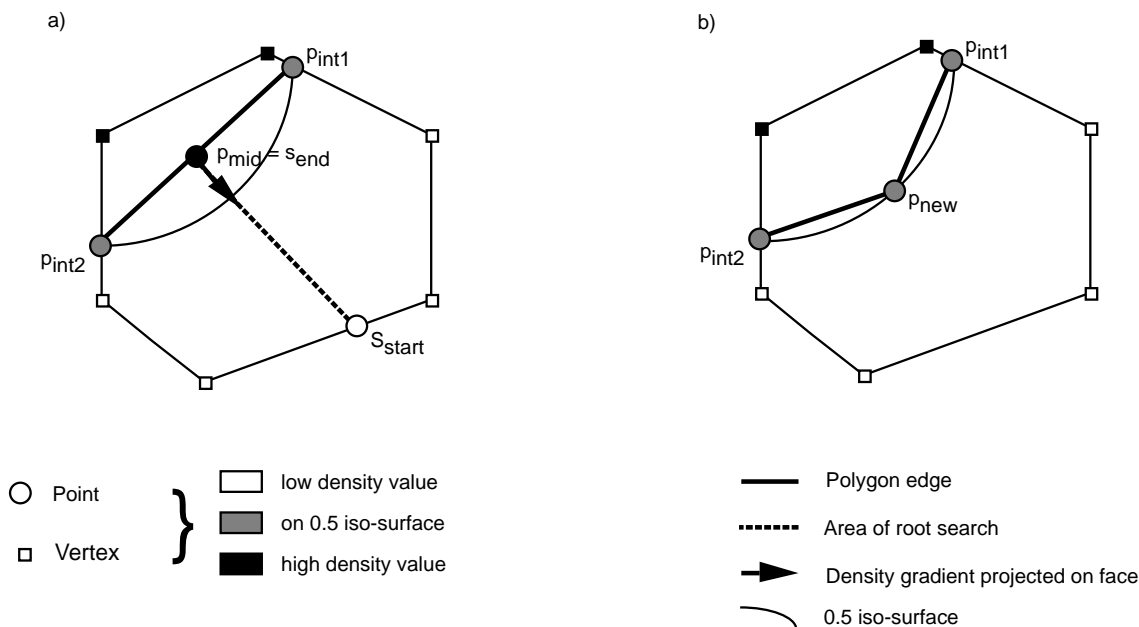 a)
p_int1
p_mid = s_end
p_int2
S_start
b)
p_int1
p_new
p_int2
Point
Vertex
}
low density value
on 0.5 iso-surface
high density value
Polygon edge
Area of root search
Density gradient projected on face
0.5 iso-surface